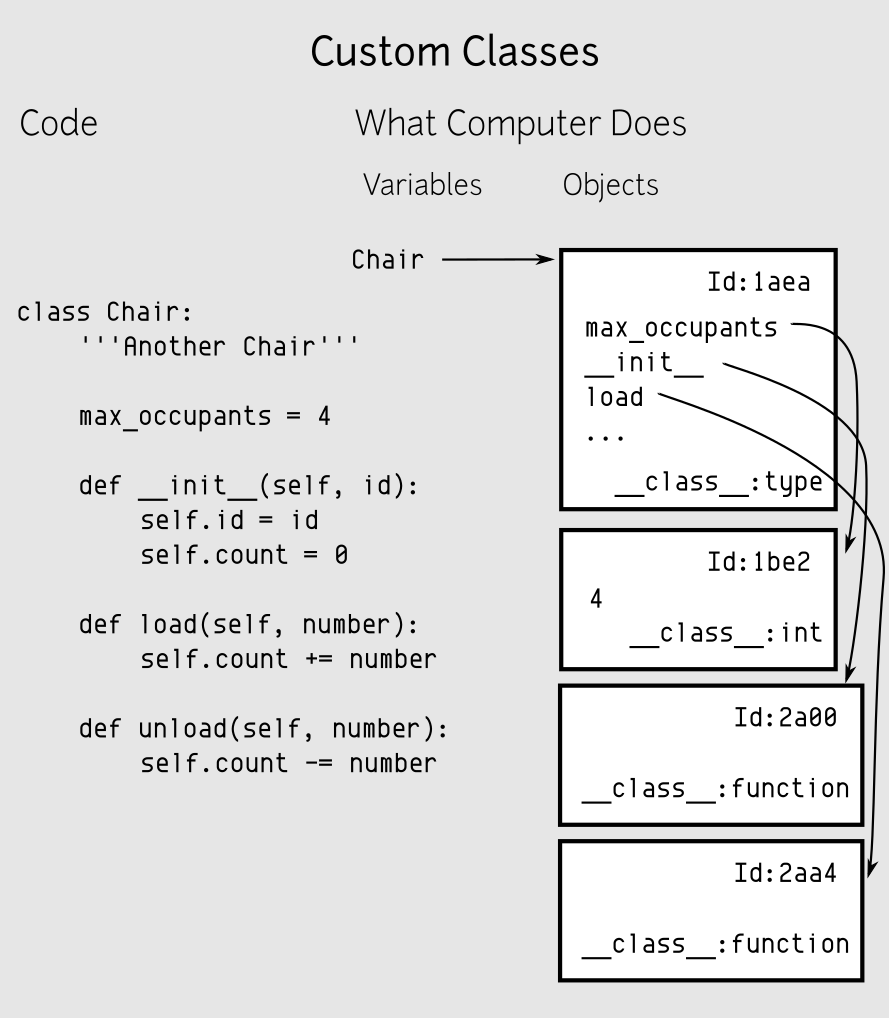 Custom Classes
Code
What Computer Does
Variables
Objects
class Chair:
    '''Another Chair'''
    max_occupants = 4
    def __init__(self, id):
        self.id = id
        self.count = 0
    def load(self, number):
        self.count += number
    def unload(self, number):
        self.count -= number
Chair
Id:1aea
max_occupants
__init__
load
...
__class__:type
Id:1be2
4
__class__:int
Id:2a00
__class__:function
Id:2aa4
__class__:function